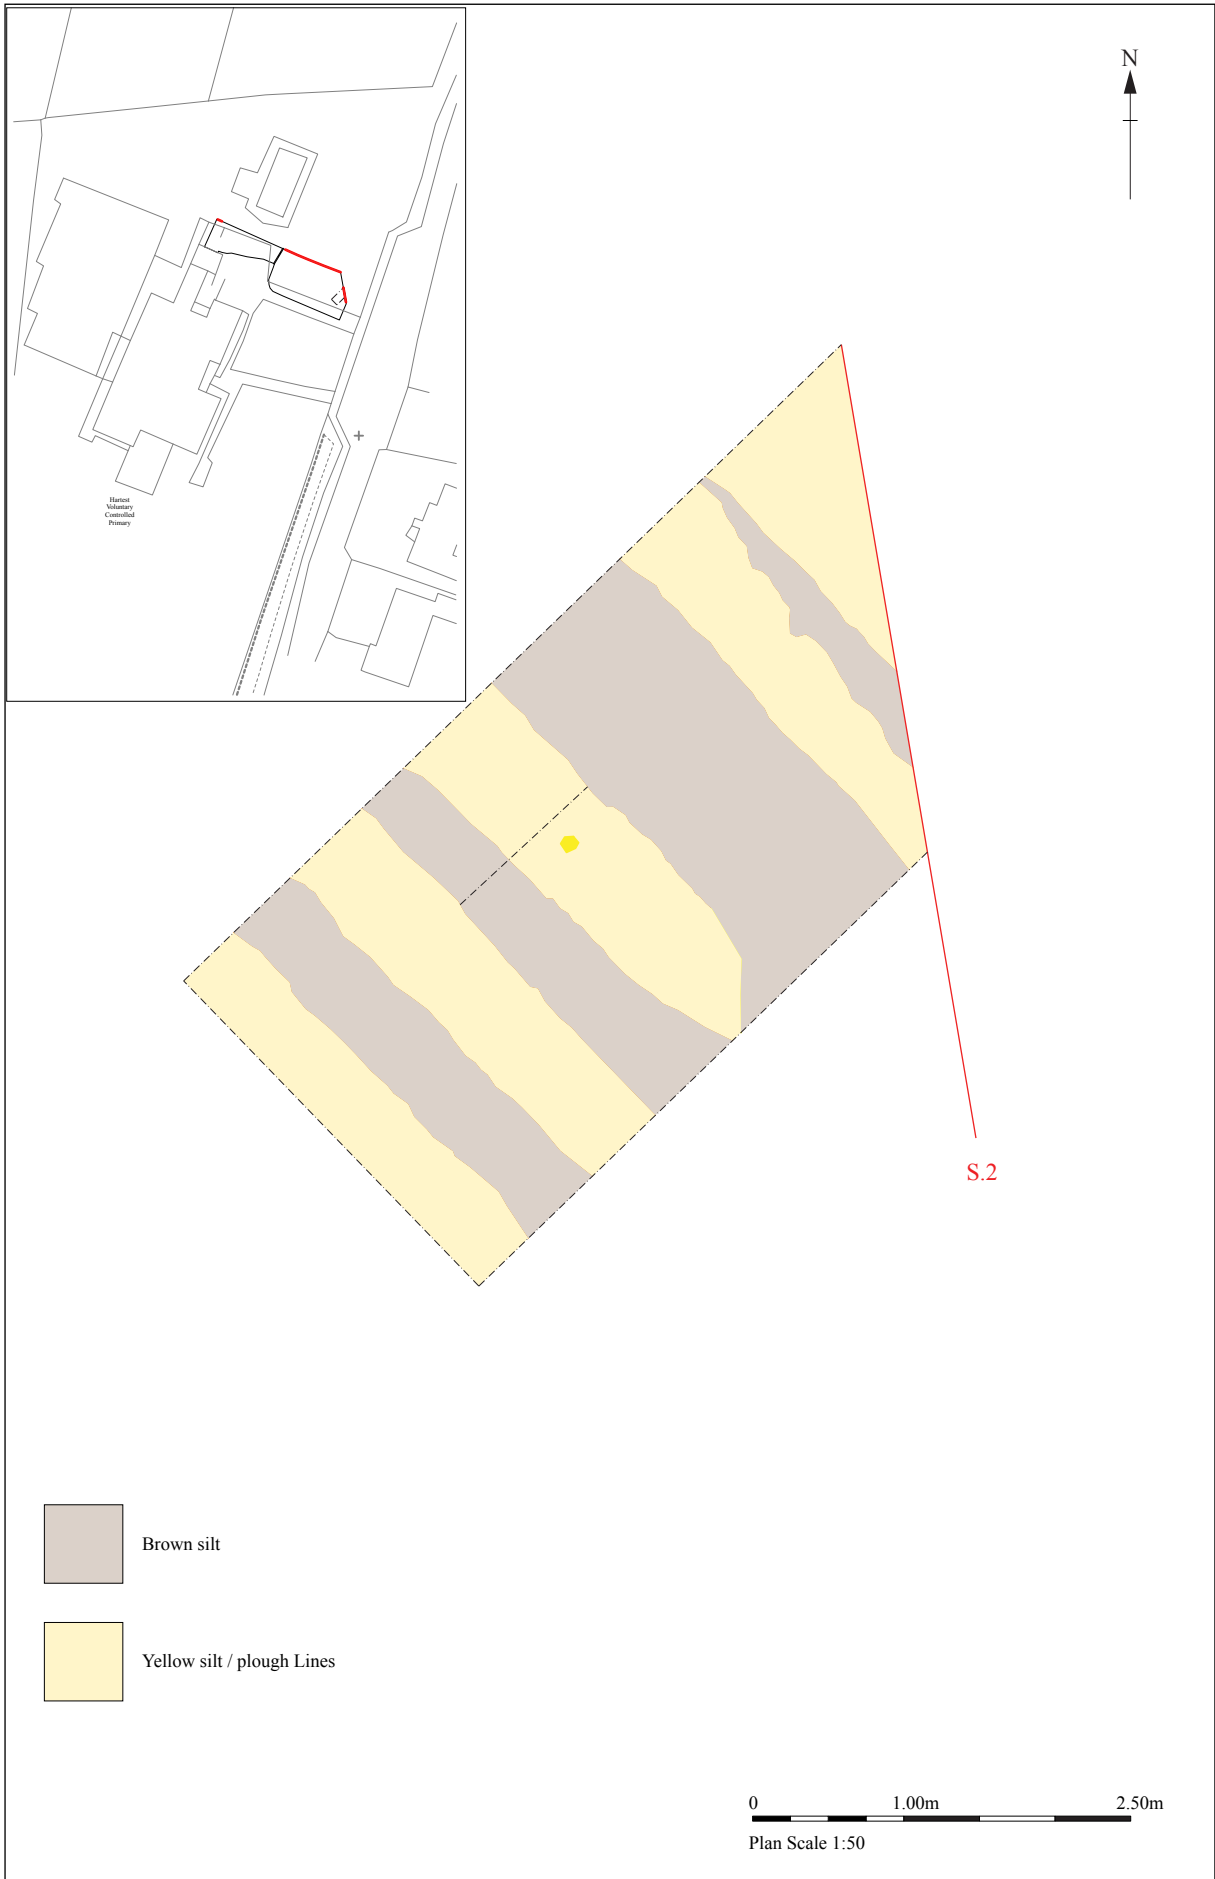 N
Hartest
Voluntary
Controlled
Primary
S.2
Brown silt
Yellow silt / plough Lines
0 1.00m 2.50m
Plan Scale 1:50